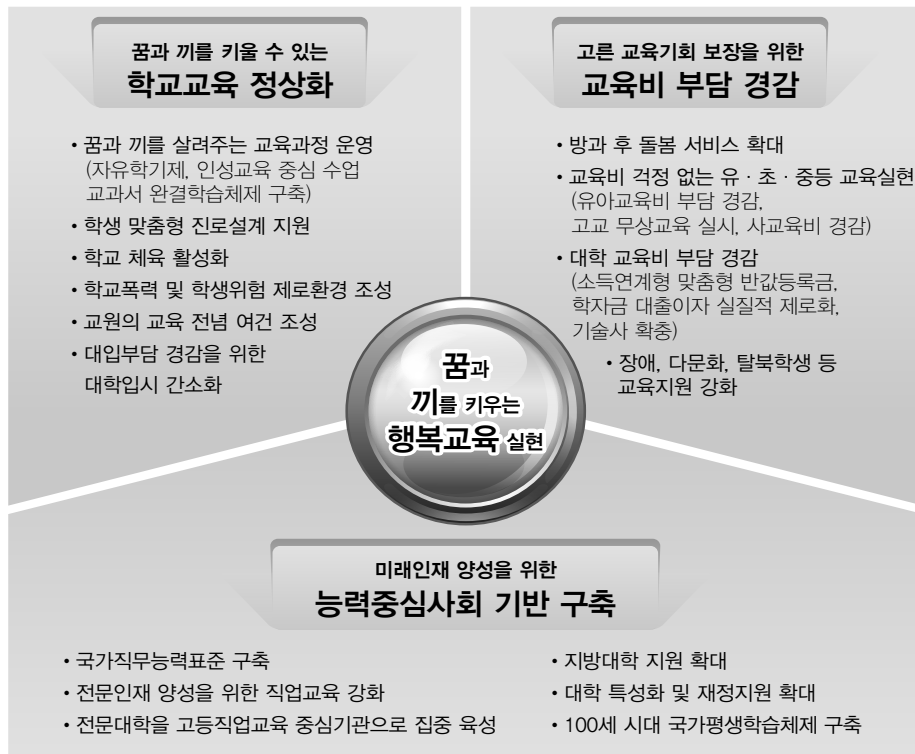 꿈과 끼를 키울 수 있는
학교교육 정상화
• 꿈과 끼를 살려주는 교육과정 운영
(자유학기제, 인성교육 중심 수업
교과서 완결학습체제 구축)
• 학생 맞춤형 진로설계 지원
• 학교 체육 활성화
• 학교폭력 및 학생위험 제로환경 조성
• 교원의 교육 전념 여건 조성
• 대입부담 경감을 위한
대학입시 간소화
고른 교육기회 보장을 위한
교육비 부담 경감
• 방과 후 돌봄 서비스 확대
• 교육비 걱정 없는 유 · 초 · 중등 교육실현
(유아교육비 부담 경감,
고교 무상교육 실시, 사교육비 경감)
• 대학 교육비 부담 경감
(소득연계형 맞춤형 반값등록금,
학자금 대출이자 실질적 제로화,
기술사 확충)
• 장애, 다문화, 탈북학생 등
교육지원 강화
꿈과
끼를 키우는
행복교육 실현
미래인재 양성을 위한
능력중심사회 기반 구축
• 국가직무능력표준 구축
• 전문인재 양성을 위한 직업교육 강화
• 전문대학을 고등직업교육 중심기관으로 집중 육성
• 지방대학 지원 확대
• 대학 특성화 및 재정지원 확대
• 100세 시대 국가평생학습체제 구축